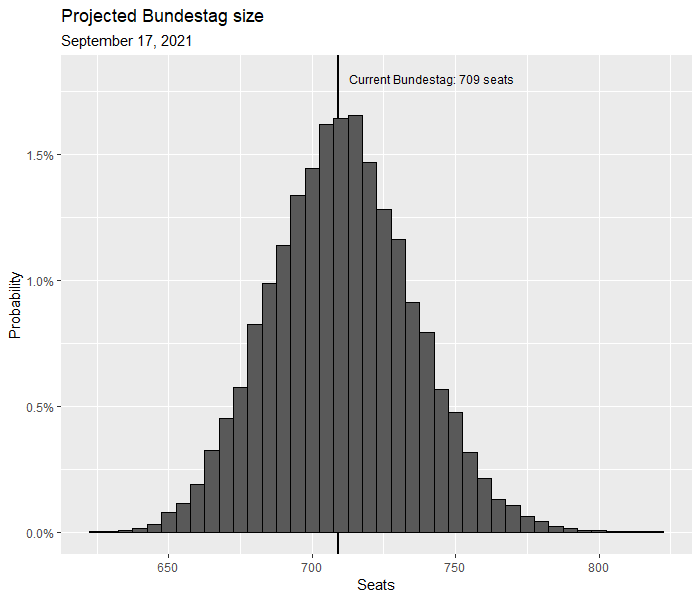 Projected Bundestag size
September 17, 2021
Current Bundestag: 709 seats
1.5%
1.0%
0.5%
0.0%
Probability
650 700 750 800
Seats